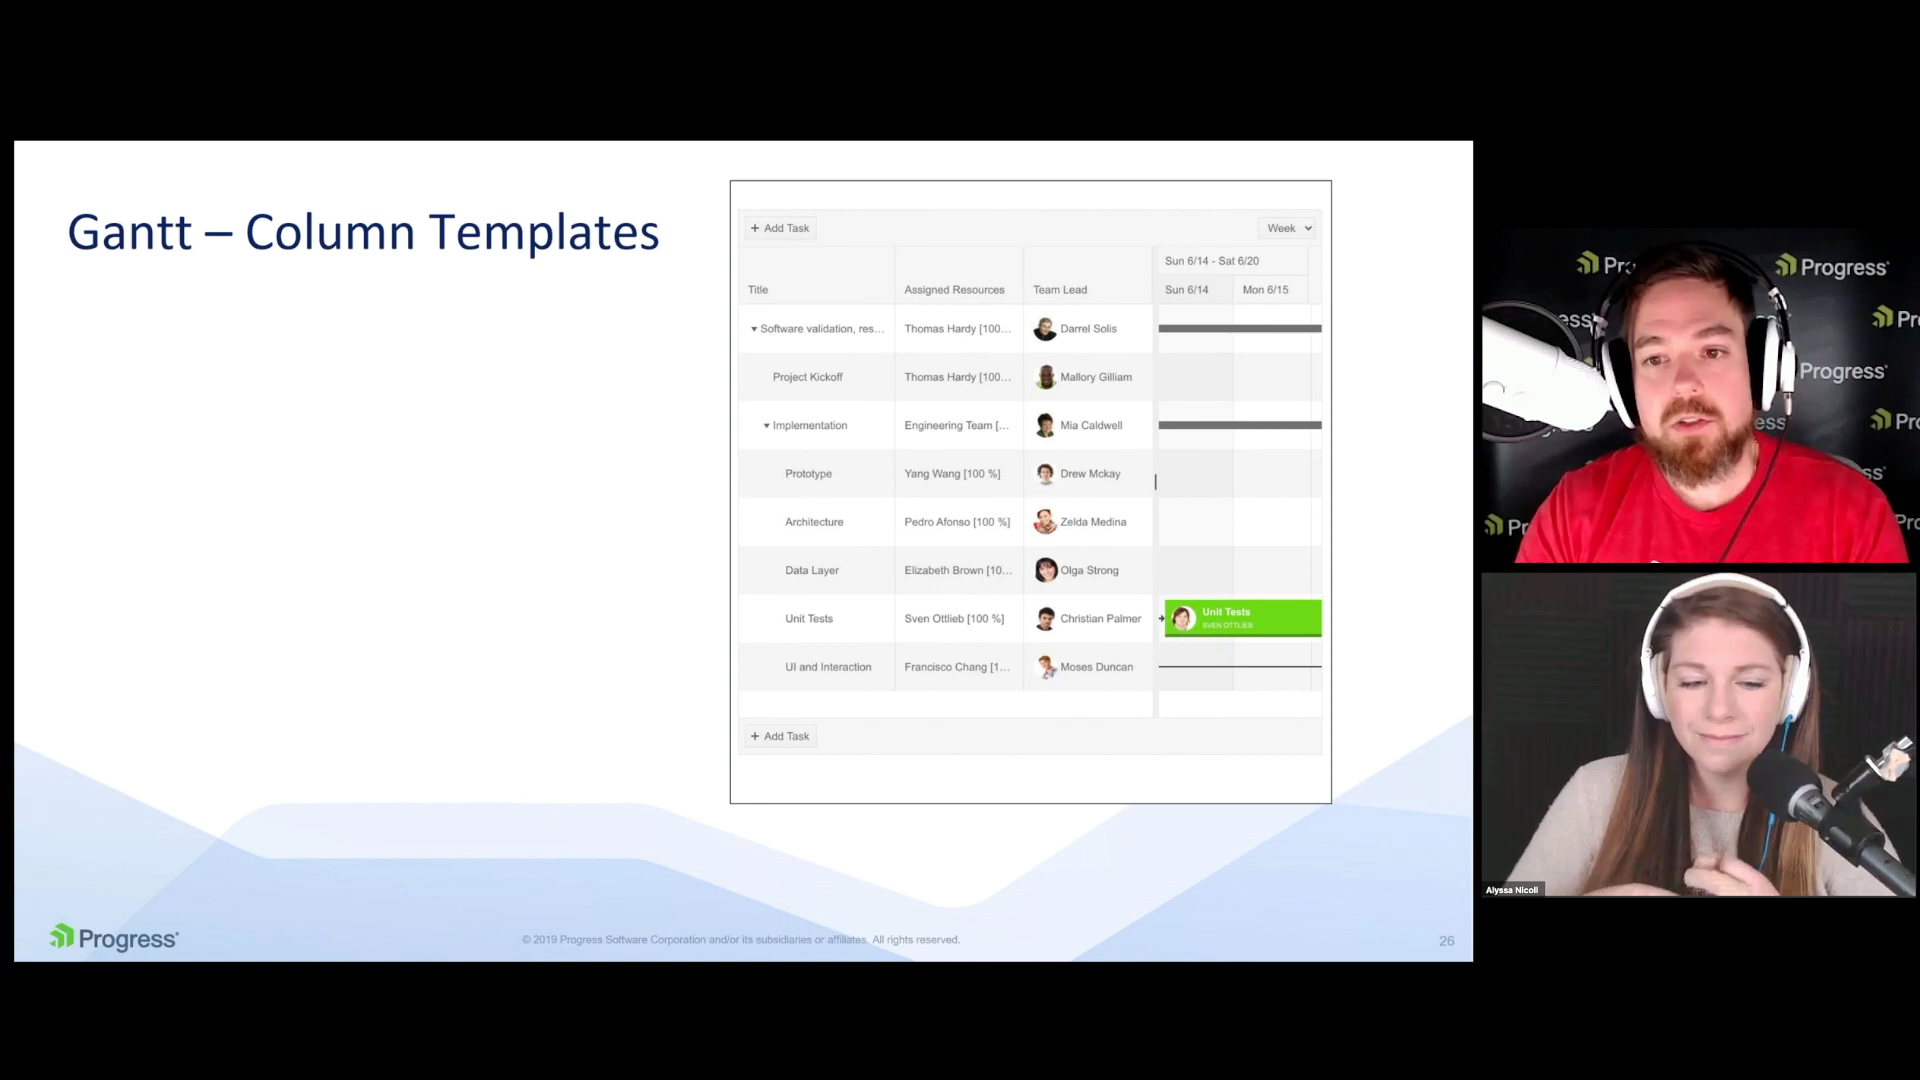 Gantt – Column Templates
+ Add Task
Week
Sun 6/14 - Sat 6/20
Title
Assigned Resources
Team Lead
Sun 6/14
Mon 6/15
Software validation, res...
Thomas Hardy [100...
Darrel Solis
Project Kickoff
Thomas Hardy [100...
Mallory Gilliam
Implementation
Engineering Team [...
Mia Caldwell
Prototype
Yang Wang [100 %]
Drew Mckay
Architecture
Pedro Afonso [100 %]
Zelda Medina
Data Layer
Elizabeth Brown [10...
Olga Strong
Unit Tests
Sven Ottlieb [100 %]
Christian Palmer
Unit Tests
SVEN OTTLIEB
UI and Interaction
Francisco Chang [1...
Moses Duncan
+ Add Task
Progress
© 2019 Progress Software Corporation and/or its subsidiaries or affiliates. All rights reserved.
26
Progress
Progress
Alyssa Nicoll